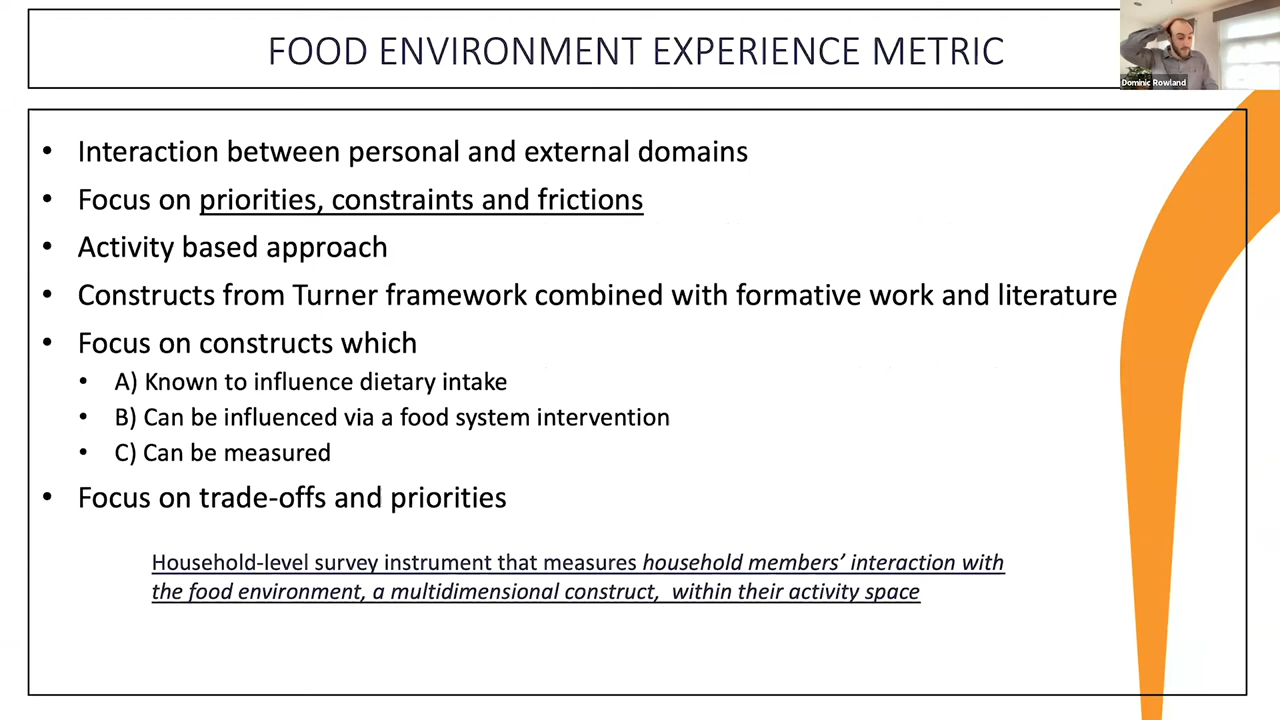 FOOD ENVIRONMENT EXPERIENCE METRIC
Dominic Rowland
• Interaction between personal and external domains
• Focus on priorities, constraints and frictions
• Activity based approach
• Constructs from Turner framework combined with formative work and literature
• Focus on constructs which
• A) Known to influence dietary intake
• B) Can be influenced via a food system intervention
• C) Can be measured
• Focus on trade-offs and priorities
Household-level survey instrument that measures household members’ interaction with
the food environment, a multidimensional construct, within their activity space